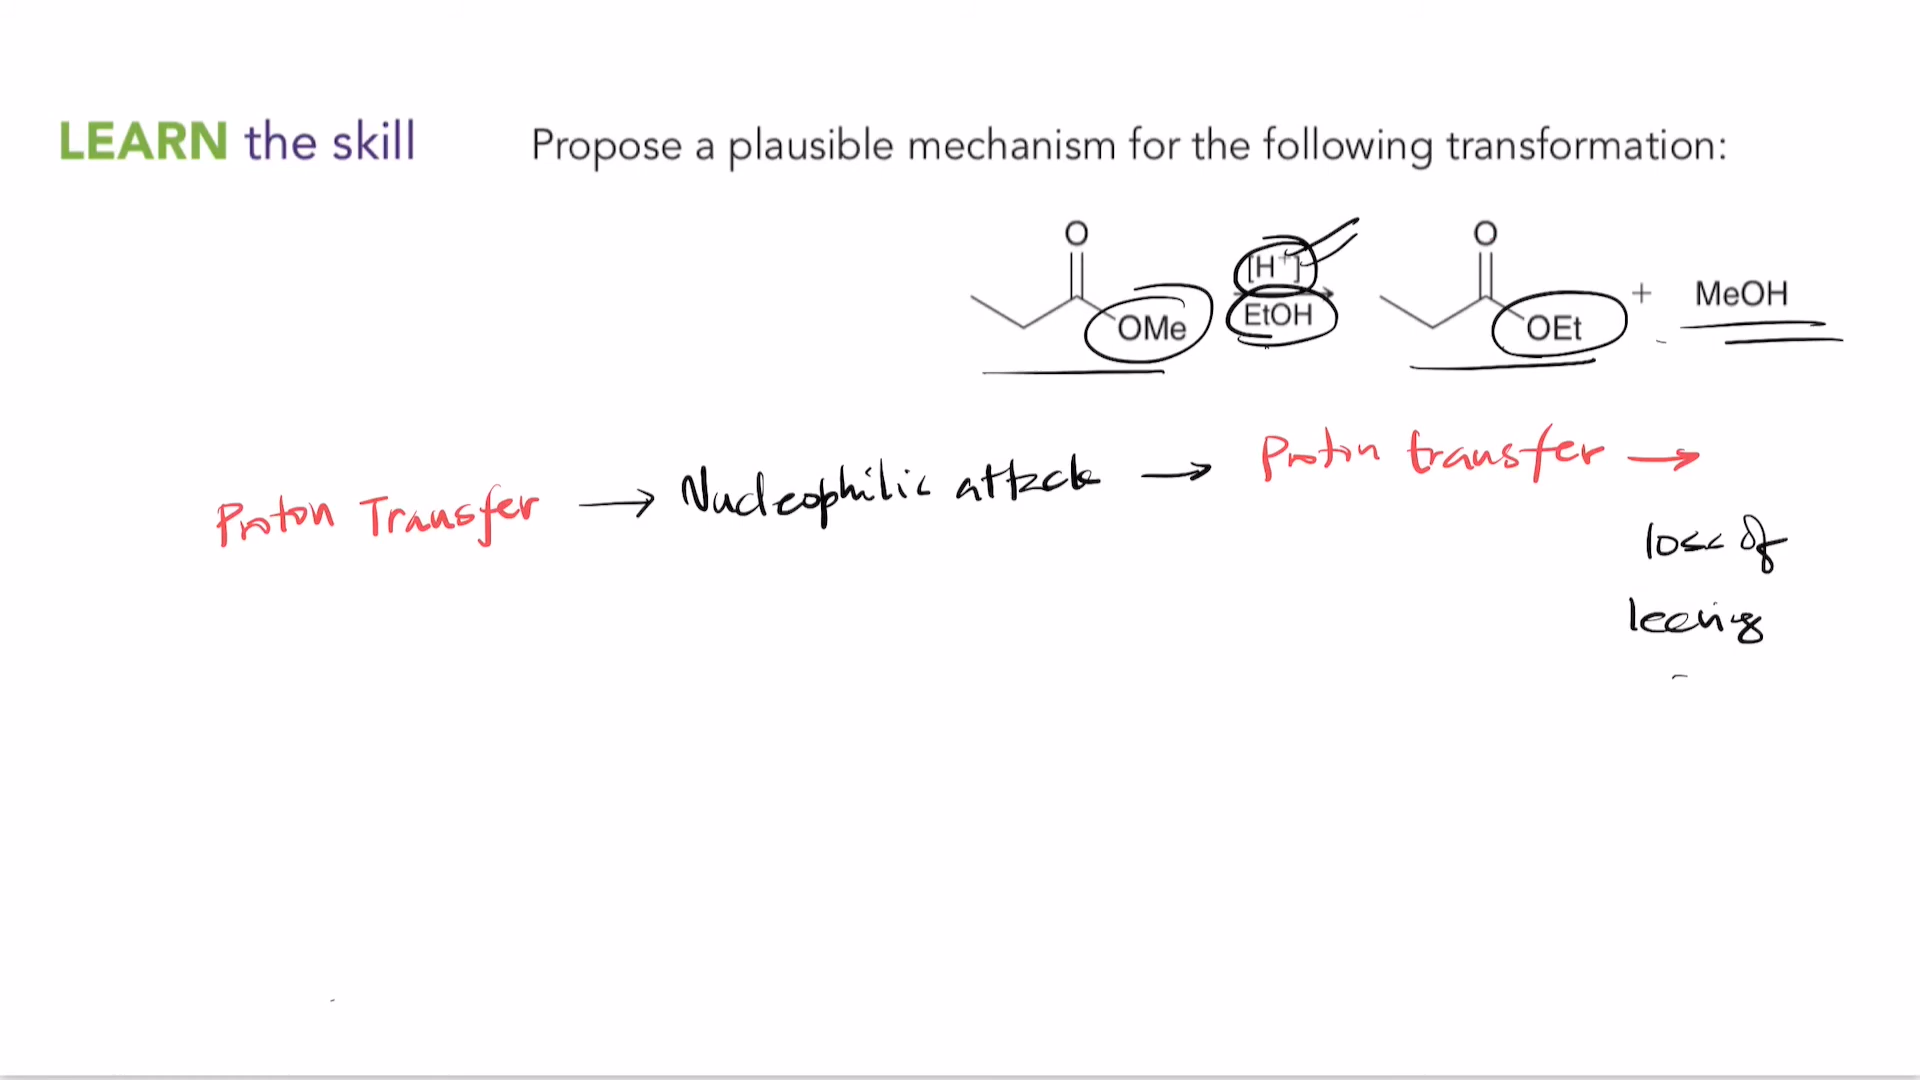 LEARN the skill Propose a plausible mechanism for the following transformation:
O O
[H+]
OMe EtOH OEt + MeOH
Proton Transfer → Nucleophilic attack → Proton transfer →
loss of
leaving